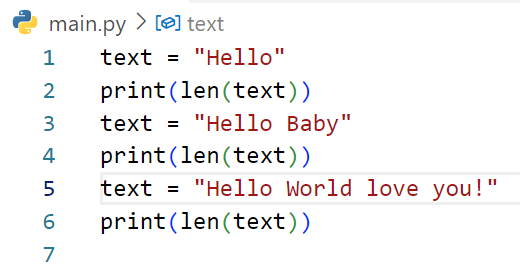 main.py > text
1 text = "Hello"
2 print(len(text))
3 text = "Hello Baby"
4 print(len(text))
5 text = "Hello World love you!"
6 print(len(text))
7